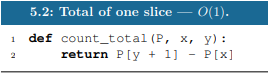 5.2: Total of one slice — O(1).
1 def count_total(P, x, y):
2 return P[y + 1] - P[x]